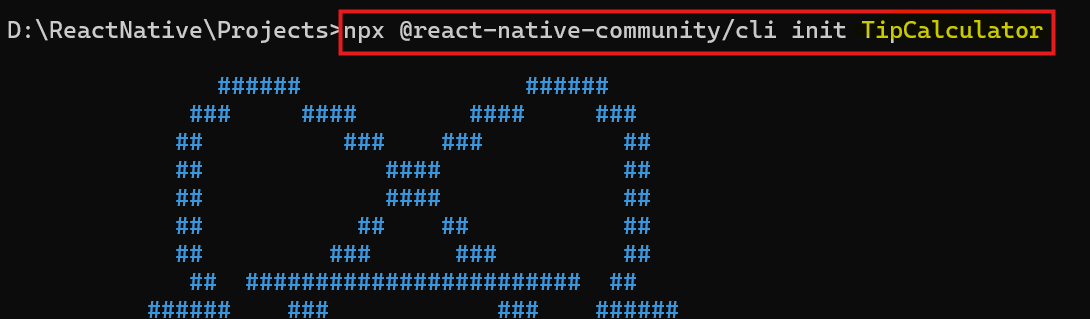 D:\ReactNative\Projects>npx @react-native-community/cli init TipCalculator
######                ######
###     ####        ####     ###
##          ###    ###          ##
##             ####             ##
##             ####             ##
##           ##    ##           ##
##         ###      ###         ##
##  ########################  ##
######    ###            ###    ######